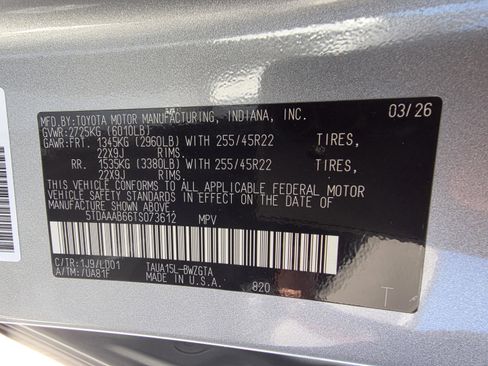 MFD.BY:TOYOTA MOTOR MANUFACTURING, INDIANA, INC. 03/26
GVWR:2725KG (6010LB)
GAWR:FRT. 1345KG (2960LB) WITH 255/45R22 TIRES,
22X9J RIMS.
RR. 1535KG (3380LB) WITH 255/45R22 TIRES,
22X9J RIMS.
THIS VEHICLE CONFORMS TO ALL APPLICABLE FEDERAL MOTOR
VEHICLE SAFETY STANDARDS IN EFFECT ON THE DATE OF
MANUFACTURE SHOWN ABOVE.
5TDAAAB66TS073612 MPV
C/TR:1J9/LD01 TAUA15L-BWZGTA
A/TM:/UA81F MADE IN U.S.A. 820
T